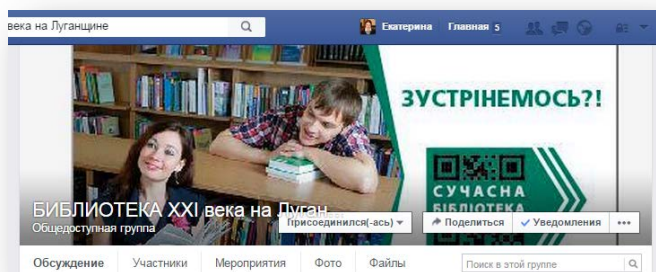 века на Луганщине
Екатерина Главная 5
ЗУСТРІНЕМОСЬ?!
СУЧАСНА
БІБЛІОТЕКА
БИБЛИОТЕКА XXI века на Луган...
Общедоступная группа
Присоединился(-ась)
Поделиться
Уведомления
Обсуждение Участники Мероприятия Фото Файлы
Поиск в этой группе